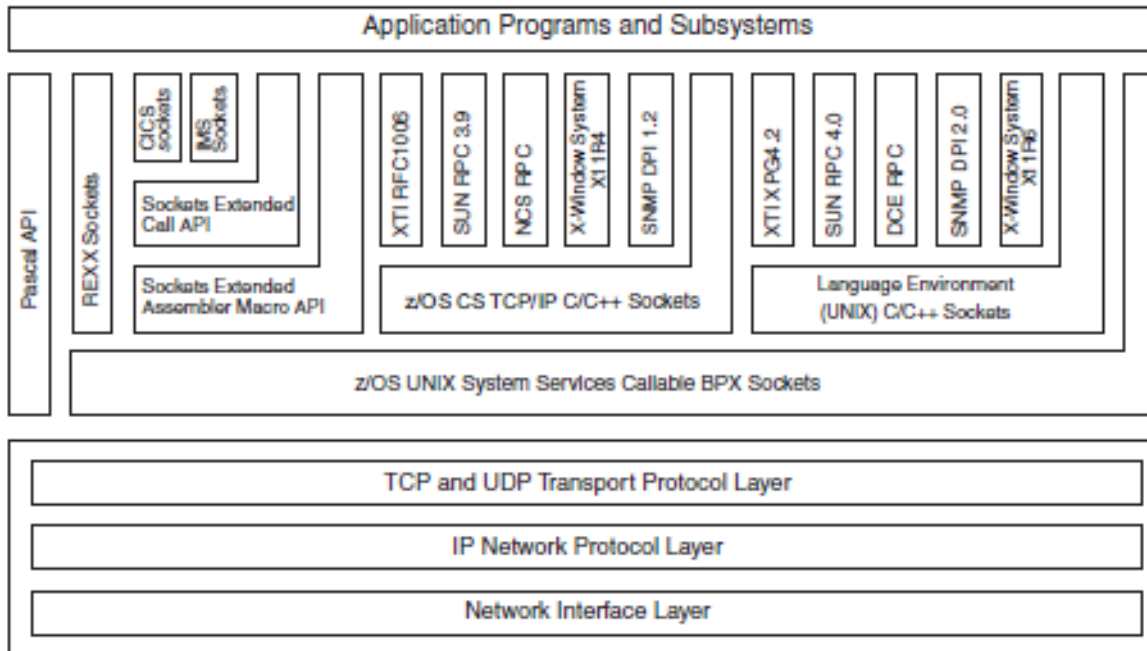 Application Programs and Subsystems
Pascal API
REXX Sockets
CICS
sockets
IMS
Sockets
Sockets Extended
Call API
Sockets Extended
Assembler Macro API
XTI RFC1006
SUN RPC 3.9
NCS RPC
X-Window System
X11R4
SNMP DPI 1.2
z/OS CS TCP/IP C/C++ Sockets
XTI XPG4.2
SUN RPC 4.0
DCE RPC
SNMP DPI 2.0
X-Window System
X11R6
Language Environment
(UNIX) C/C++ Sockets
z/OS UNIX System Services Callable BPX Sockets
TCP and UDP Transport Protocol Layer
IP Network Protocol Layer
Network Interface Layer